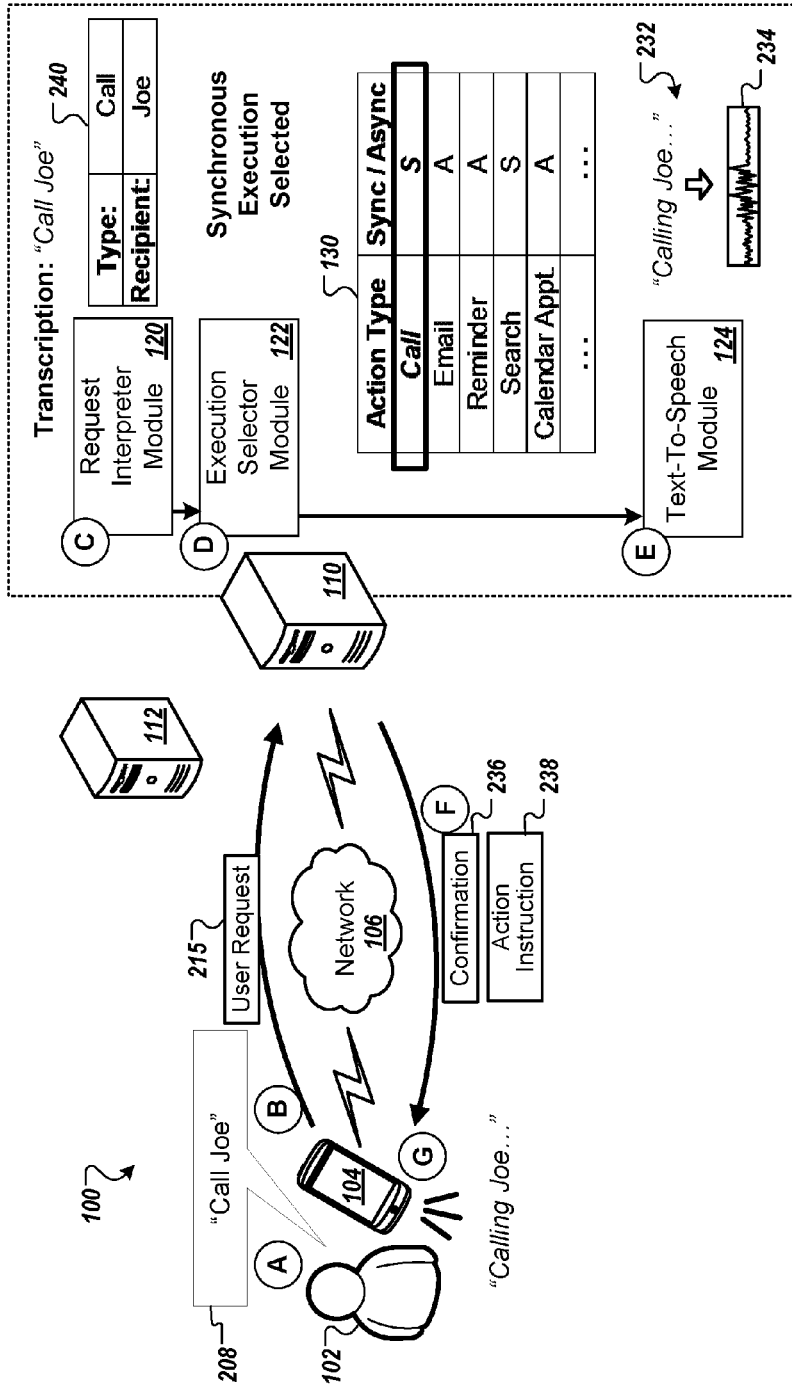 100
208
"Call Joe"
A
102
104
B
215
User Request
Network
106
G
"Calling Joe..."
F
Confirmation
236
Action
Instruction
238
112
110
Transcription: "Call Joe"
C
Request
Interpreter
Module
120
240
Type: Call
Recipient: Joe
D
Execution
Selector
Module
122
Synchronous
Execution
Selected
130
Action Type Sync / Async
Call S
Email A
Reminder A
Search S
Calendar Appt. A
... ...
E
Text-To-Speech
Module
124
"Calling Joe..."
232
234